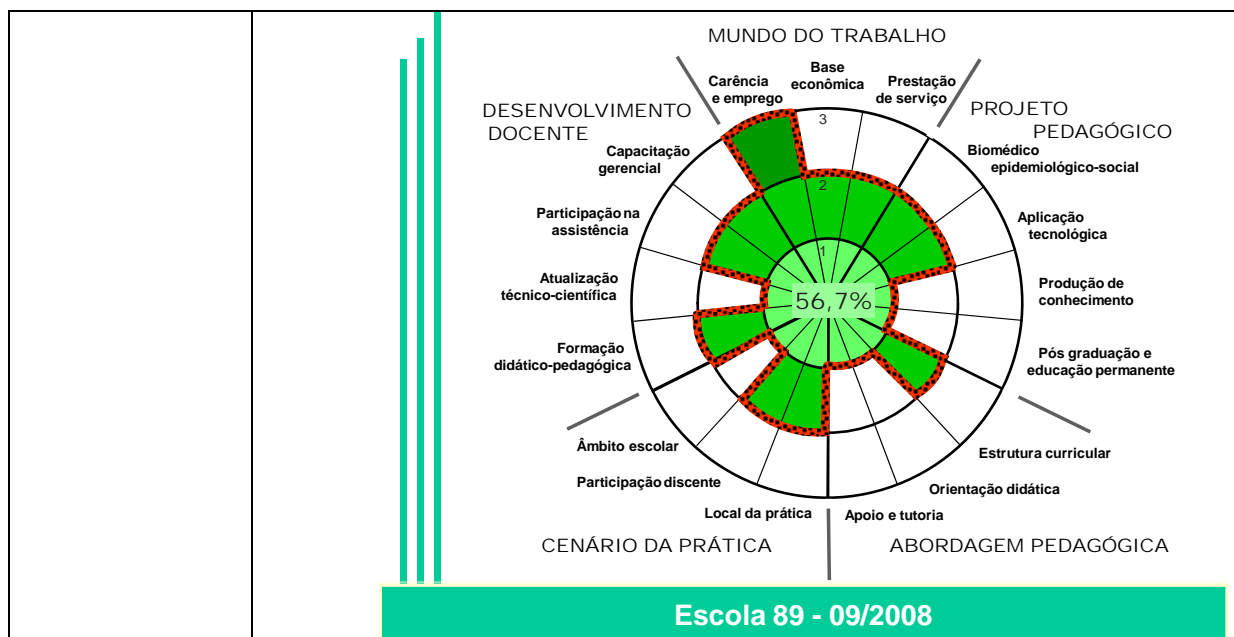 MUNDO DO TRABALHO
Carência
e emprego
Base
econômica
Prestação
de serviço
DESENVOLVIMENTO
DOCENTE
PROJETO
PEDAGÓGICO
Capacitação
gerencial
Participação na
assistência
Atualização
técnico-científica
Formação
didático-pedagógica
3
2
1
56,7%
Biomédico
epidemiológico-social
Aplicação
tecnológica
Produção de
conhecimento
Pós graduação e
educação permanente
Âmbito escolar
Participação discente
Local da prática
Estrutura curricular
Orientação didática
Apoio e tutoria
CENÁRIO DA PRÁTICA
ABORDAGEM PEDAGÓGICA
Escola 89 - 09/2008